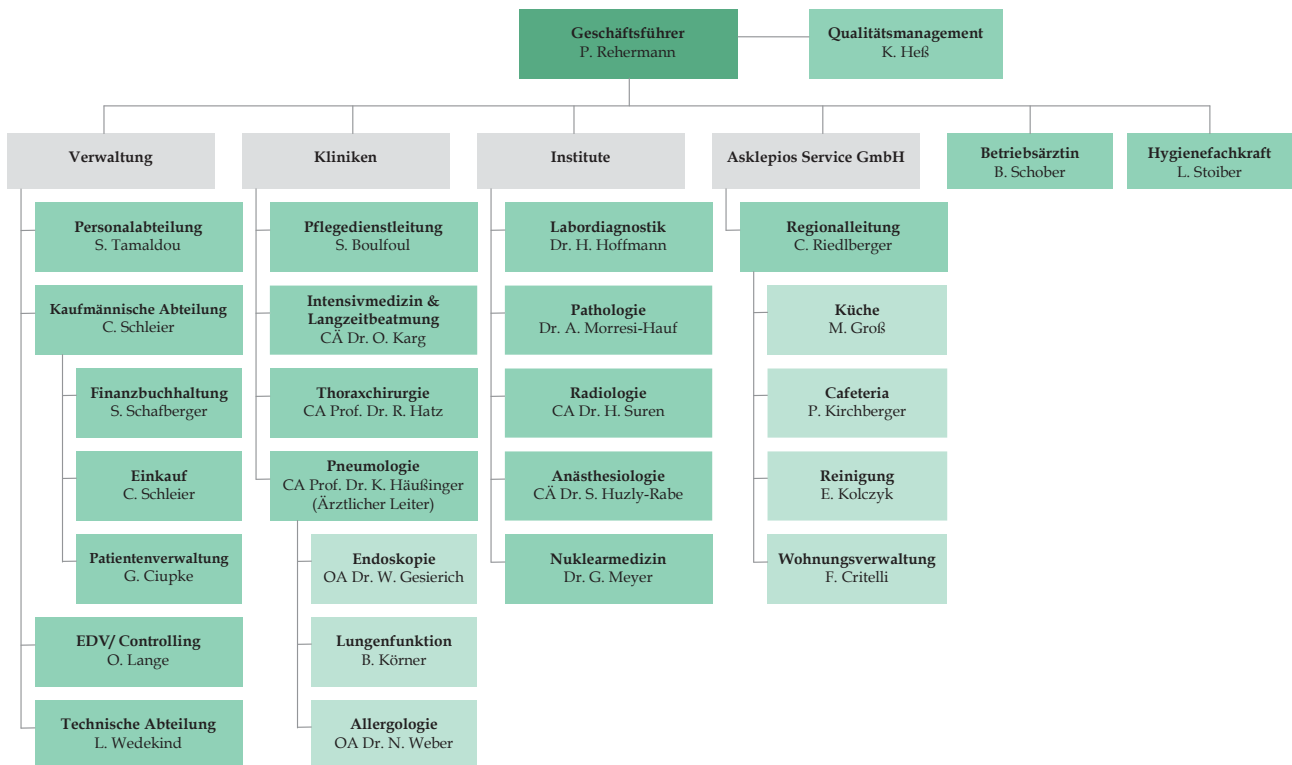 Geschäftsführer
P. Rehermann
Qualitätsmanagement
K. Heß
Verwaltung
Kliniken
Institute
Asklepios Service GmbH
Betriebsärztin
B. Schober
Hygienefachkraft
L. Stoiber
Personalabteilung
S. Tamaldou
Kaufmännische Abteilung
C. Schleier
Finanzbuchhaltung
S. Schafberger
Einkauf
C. Schleier
Patientenverwaltung
G. Ciupke
EDV/ Controlling
O. Lange
Technische Abteilung
L. Wedekind
Pflegedienstleitung
S. Boulfoul
Intensivmedizin &
Langzeitbeatmung
CÄ Dr. O. Karg
Thoraxchirurgie
CA Prof. Dr. R. Hatz
Pneumologie
CA Prof. Dr. K. Häußinger
(Ärztlicher Leiter)
Endoskopie
OA Dr. W. Gesierich
Lungenfunktion
B. Körner
Allergologie
OA Dr. N. Weber
Labordiagnostik
Dr. H. Hoffmann
Pathologie
Dr. A. Morresi-Hauf
Radiologie
CA Dr. H. Suren
Anästhesiologie
CÄ Dr. S. Huzly-Rabe
Nuklearmedizin
Dr. G. Meyer
Regionalleitung
C. Riedlberger
Küche
M. Groß
Cafeteria
P. Kirchberger
Reinigung
E. Kolczyk
Wohnungsverwaltung
F. Critelli